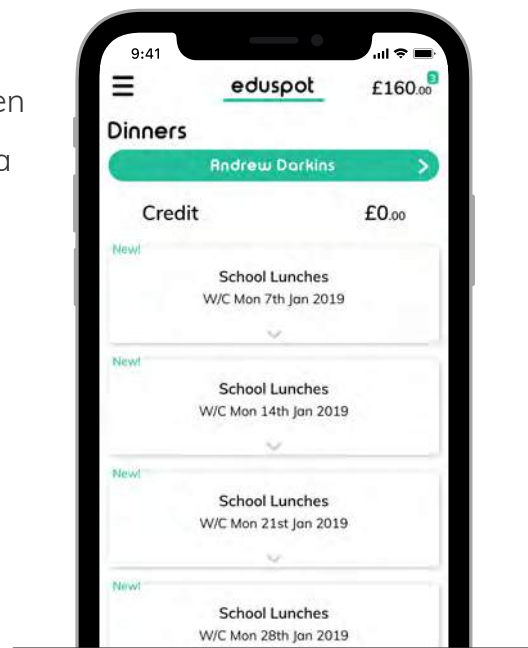 en
a
9:41
eduspot
£160.00
3
Dinners
Andrew Darkins
Credit £0.00
New!
School Lunches
W/C Mon 7th Jan 2019
New!
School Lunches
W/C Mon 14th Jan 2019
New!
School Lunches
W/C Mon 21st Jan 2019
New!
School Lunches
W/C Mon 28th Jan 2019